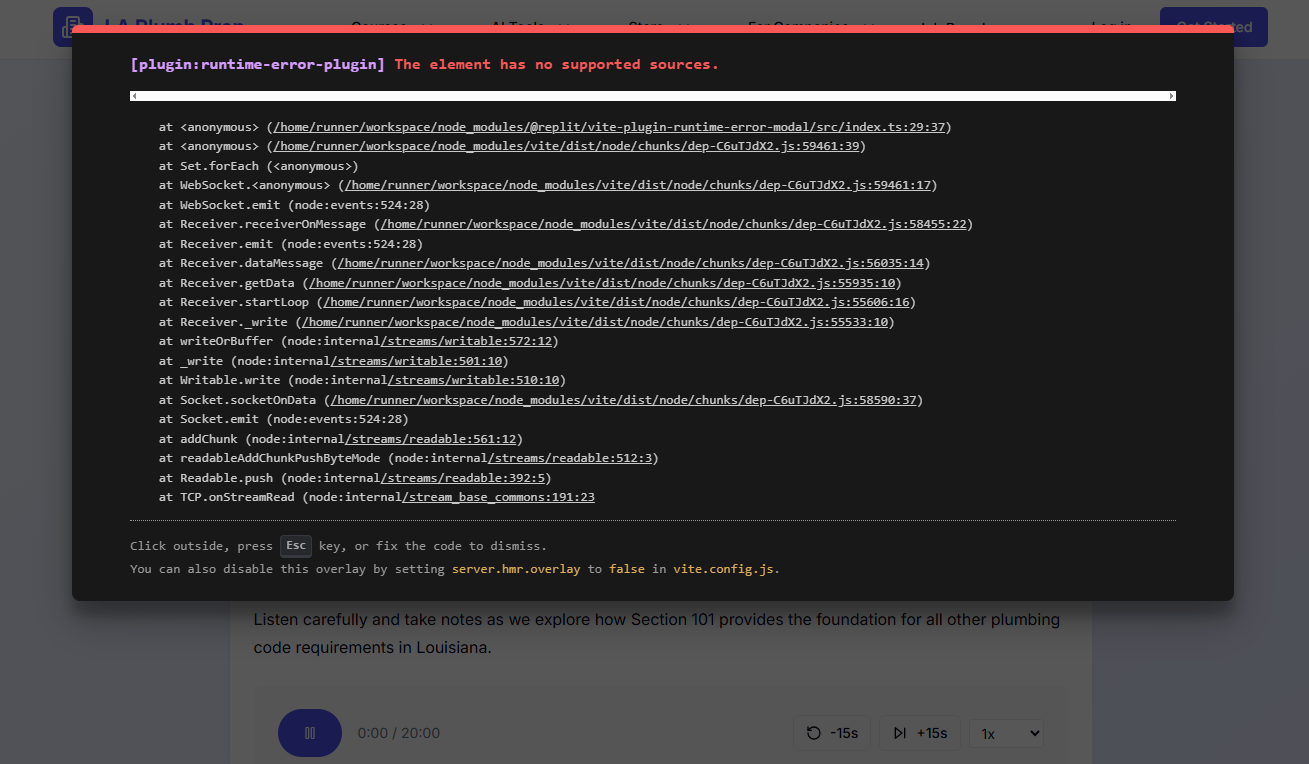 LA Plumb Prep
Courses AI Tools Store For Companies Job Board Log in Get Started
[plugin:runtime-error-plugin] The element has no supported sources.
at <anonymous> (/home/runner/workspace/node_modules/@replit/vite-plugin-runtime-error-modal/src/index.ts:29:37)
at <anonymous> (/home/runner/workspace/node_modules/vite/dist/node/chunks/dep-C6uTJdX2.js:59461:39)
at Set.forEach (<anonymous>)
at WebSocket.<anonymous> (/home/runner/workspace/node_modules/vite/dist/node/chunks/dep-C6uTJdX2.js:59461:17)
at WebSocket.emit (node:events:524:28)
at Receiver.receiverOnMessage (/home/runner/workspace/node_modules/vite/dist/node/chunks/dep-C6uTJdX2.js:58455:22)
at Receiver.emit (node:events:524:28)
at Receiver.dataMessage (/home/runner/workspace/node_modules/vite/dist/node/chunks/dep-C6uTJdX2.js:56035:14)
at Receiver.getData (/home/runner/workspace/node_modules/vite/dist/node/chunks/dep-C6uTJdX2.js:55935:10)
at Receiver.startLoop (/home/runner/workspace/node_modules/vite/dist/node/chunks/dep-C6uTJdX2.js:55606:16)
at Receiver._write (/home/runner/workspace/node_modules/vite/dist/node/chunks/dep-C6uTJdX2.js:55533:10)
at writeOrBuffer (node:internal/streams/writable:572:12)
at _write (node:internal/streams/writable:501:10)
at Writable.write (node:internal/streams/writable:510:10)
at Socket.socketOnData (/home/runner/workspace/node_modules/vite/dist/node/chunks/dep-C6uTJdX2.js:58590:37)
at Socket.emit (node:events:524:28)
at addChunk (node:internal/streams/readable:561:12)
at readableAddChunkPushByteMode (node:internal/streams/readable:512:3)
at Readable.push (node:internal/streams/readable:392:5)
at TCP.onStreamRead (node:internal/stream_base_commons:191:23
Click outside, press Esc key, or fix the code to dismiss.
You can also disable this overlay by setting server.hmr.overlay to false in vite.config.js.
Listen carefully and take notes as we explore how Section 101 provides the foundation for all other plumbing
code requirements in Louisiana.
0:00 / 20:00 -15s +15s 1x